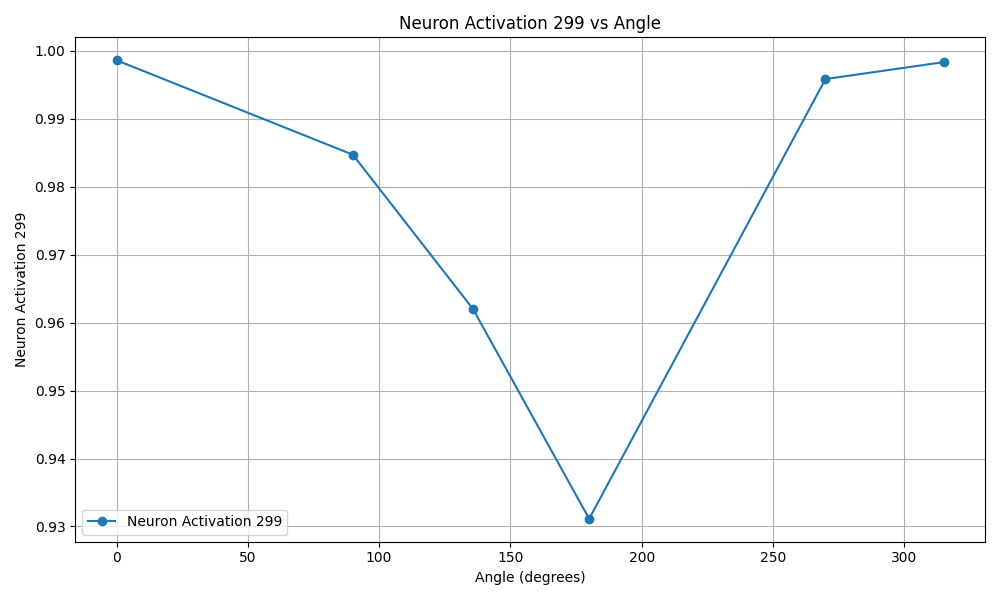 Neuron Activation 299 vs Angle
1.00
0.99
0.98
0.97
0.96
0.95
0.94
0.93
Neuron Activation 299
Neuron Activation 299
0 50 100 150 200 250 300
Angle (degrees)